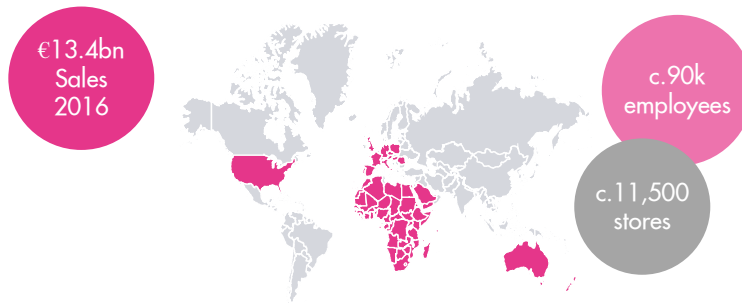 €13.4bn
Sales
2016
c.90k
employees
c.11,500
stores